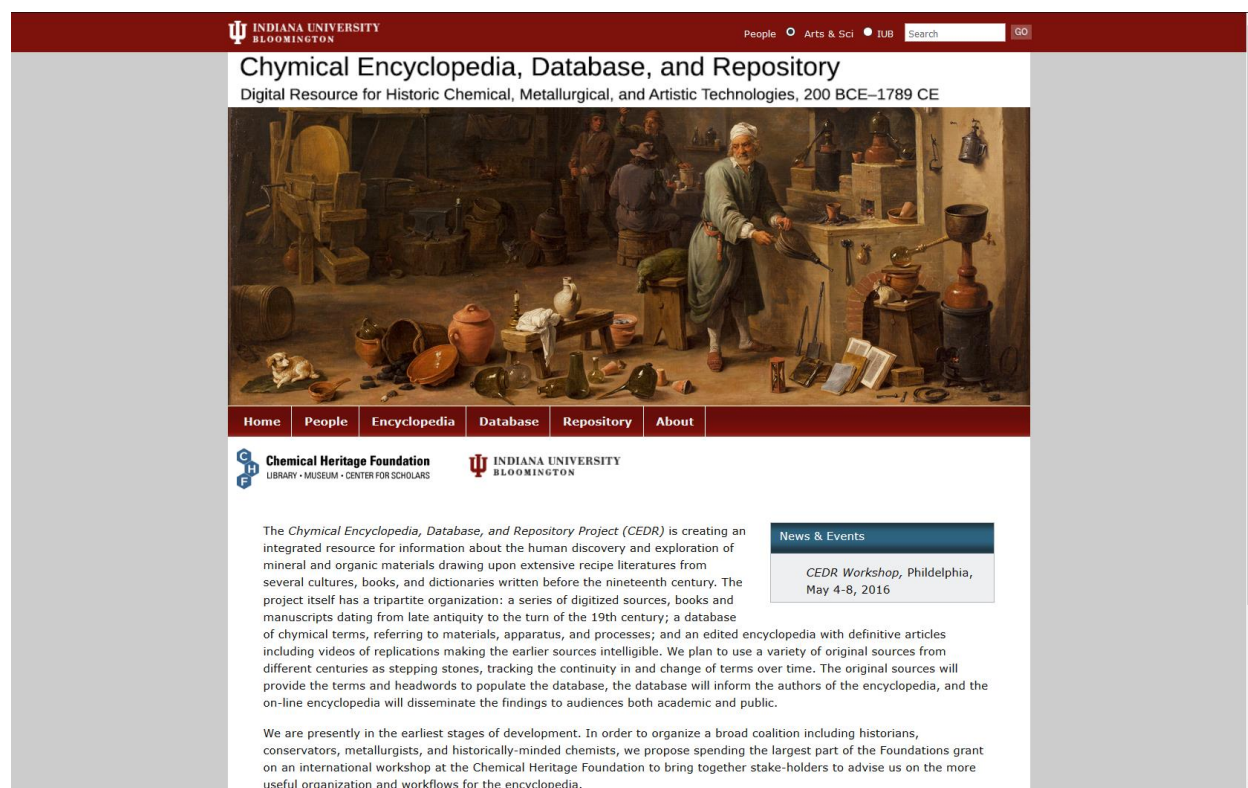 INDIANA UNIVERSITY
BLOOMINGTON
People Arts & Sci IUB Search GO
Chymical Encyclopedia, Database, and Repository
Digital Resource for Historic Chemical, Metallurgical, and Artistic Technologies, 200 BCE–1789 CE
Home People Encyclopedia Database Repository About
CHF
Chemical Heritage Foundation
LIBRARY • MUSEUM • CENTER FOR SCHOLARS
INDIANA UNIVERSITY
BLOOMINGTON
The Chymical Encyclopedia, Database, and Repository Project (CEDR) is creating an
integrated resource for information about the human discovery and exploration of
mineral and organic materials drawing upon extensive recipe literatures from
several cultures, books, and dictionaries written before the nineteenth century. The
project itself has a tripartite organization: a series of digitized sources, books and
manuscripts dating from late antiquity to the turn of the 19th century; a database
of chymical terms, referring to materials, apparatus, and processes; and an edited encyclopedia with definitive articles
including videos of replications making the earlier sources intelligible. We plan to use a variety of original sources from
different centuries as stepping stones, tracking the continuity in and change of terms over time. The original sources will
provide the terms and headwords to populate the database, the database will inform the authors of the encyclopedia, and the
on-line encyclopedia will disseminate the findings to audiences both academic and public.
News & Events
CEDR Workshop, Phildelphia,
May 4-8, 2016
We are presently in the earliest stages of development. In order to organize a broad coalition including historians,
conservators, metallurgists, and historically-minded chemists, we propose spending the largest part of the Foundations grant
on an international workshop at the Chemical Heritage Foundation to bring together stake-holders to advise us on the more
useful organization and workflows for the encyclopedia.